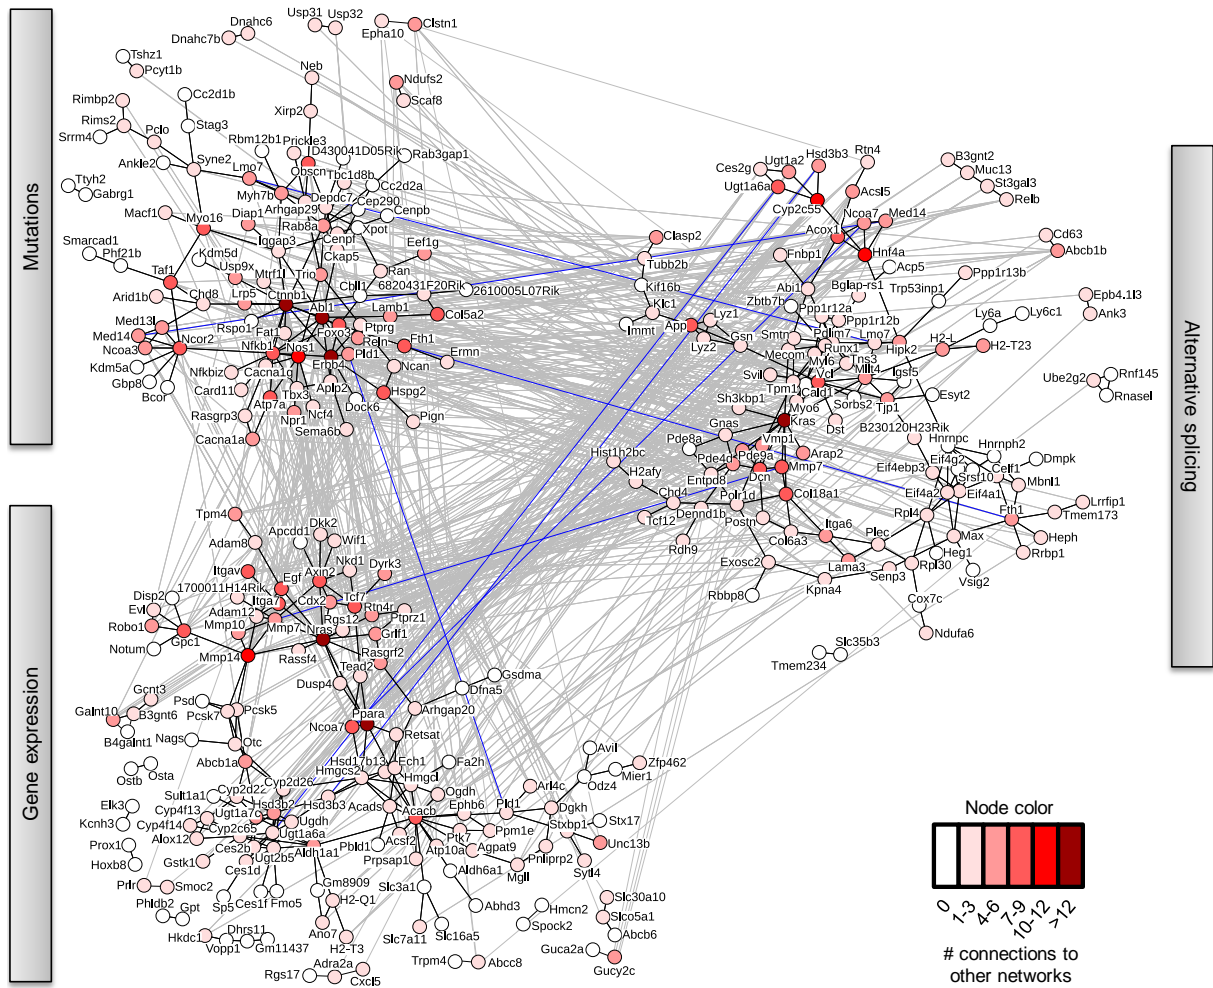 Mutations
Gene expression
Alternative splicing
Usp31
Usp32
Dnahc6
Dnahc7b
Epha10
Clstn1
Tshz1
Pcyt1b
Neb
Ndufs2
Scaf8
Cc2d1b
Rimbp2
Rims2
Srrm4
Pclo
Stag3
Xirp2
Rbm12b1
Prickle3
D430041D05Rik
Rab3gap1
Ankle2
Syne2
Lmo7
Obscn
Tbc1d8b
Cc2d2a
Ttyh2
Gabrg1
Myh7b
Depdc7
Cep290
Macf1
Myo16
Diap1
Arhgap29
Rab8a
Cenpb
Xpot
Smarcad1
Phf21b
Iqgap3
Cenpf
Ckap5
Eef1g
Kdm5d
Taf1
Usp9x
Mtrf1l
Trio
Ran
Cbll1
6820431F20Rik
2610005L07Rik
Arid1b
Chd8
Lrp5
Ctnnb1
Abl1
Lamb1
Col5a2
Med13l
Med14
Ncoa3
Rspo1
Fat1
Foxo3
Ptprg
Reln
Fth1
Ncor2
Nfkb1
Nos1
Pld1
Ermn
Kdm5a
Gbp8
Nfkbiz
Cacna1g
Erbb4
Ncan
Bcor
Card11
Aplp2
Hspg2
Rasgrp3
Atp7a
Tbx3
Ncf4
Dock6
Pign
Npr1
Sema6b
Cacna1a
Ces2g
Ugt1a2
Hsd3b3
Rtn4
B3gnt2
Muc13
St3gal3
Relb
Ugt1a6a
Cyp2c55
Acsl5
Ncoa7
Med14
Acox1
Clasp2
Tubb2b
Fnbp1
Hnf4a
Cd63
Abcb1b
Acp5
Kif16b
Abi1
Bglap-rs1
Trp53inp1
Ppp1r13b
Zbtb7b
Klc1
Immt
App
Lyz1
Ppp1r12a
Ppp1r12b
Ly6a
Ly6c1
Epb4.1l3
Ank3
Lyz2
Gsn
Smtn
Pdlim7
Lmo7
Hipk2
H2-L
H2-T23
Mecom
Runx1
Tns3
Myl6
Svil
Vcl
Mllt4
Igsf5
Tpm1
Cald1
Ube2g2
Rnf145
Rnasel
Sh3kbp1
Myo6
Sorbs2
Tjp1
Esyt2
Gnas
Kras
Dst
B230120H23Rik
Pde8a
Vmp1
Hist1h2bc
Pde4d
Pde9a
Arap2
Hnrnpc
Hnrnph2
H2afy
Mmp7
Eif4g2
Eif4ebp3
Srsf10
Celf1
Dmpk
Entpd8
Dcn
Chd4
Polr1d
Col18a1
Eif4a2
Eif4a1
Mbnl1
Tcf12
Dennd1b
Postn
Itga6
Rpl4
Fth1
Lrrfip1
Tmem173
Rdh9
Col6a3
Plec
Max
Heph
Exosc2
Lama3
Senp3
Rpl30
Heg1
Rrbp1
Vsig2
Rbbp8
Kpna4
Cox7c
Ndufa6
Slc35b3
Tmem234
Tpm4
Dkk2
Apcdd1
Wif1
Adam8
Nkd1
Dyrk3
Itgav
Axin2
Egf
1700011H14Rik
Itga7
Cdx2
Tcf7
Rtn4r
Disp2
Evl
Adam12
Mmp10
Mmp7
Rgs12
Ptprz1
Robo1
Gpc1
Nras
Grlf1
Notum
Mmp14
Rassf4
Rasgrf2
Tead2
Dusp4
Gsdma
Gcnt3
Psd
Dfna5
Galnt10
B3gnt6
Pcsk7
Pcsk5
Ppara
Arhgap20
Ncoa7
B4galnt1
Nags
Otc
Retsat
Avil
Ostb
Osta
Abcb1a
Hsd17b13
Ech1
Fa2h
Zfp462
Hmgcs2
Hmgcl
Mier1
Cyp2d26
Ogdh
Odz4
Elk3
Kcnh3
Sult1a1
Cyp2d22
Hsd3b2
Hsd3b3
Acads
Ephb6
Pld1
Arl4c
Cyp4f13
Ugt1a7c
Ugdh
Acacb
Dgkh
Cyp4f14
Cyp2c65
Stxbp1
Stx17
Prox1
Hoxb8
Alox12
Ces2b
Ugt1a6a
Pbld1
Acsf2
Ptk7
Ppm1e
Unc13b
Gstk1
Ugt2b5
Aldh1a1
Atp10a
Agpat9
Pnliprp2
Prpsap1
Prlr
Smoc2
Ces1d
Gm8909
Aldh6a1
Mgll
Sytl4
Phldb2
Gpt
Sp5
Ces1f
Fmo5
H2-Q1
Slc3a1
Abhd3
Hmcn2
Slc30a10
Hkdc1
Dhrs11
Vopp1
Gm11437
Ano7
H2-T3
Slc7a11
Slc16a5
Spock2
Slco5a1
Abcb6
Guca2a
Rgs17
Adra2a
Cxcl5
Trpm4
Abcc8
Gucy2c
Node color
0
1-3
4-6
7-9
10-12
>12
# connections to
other networks